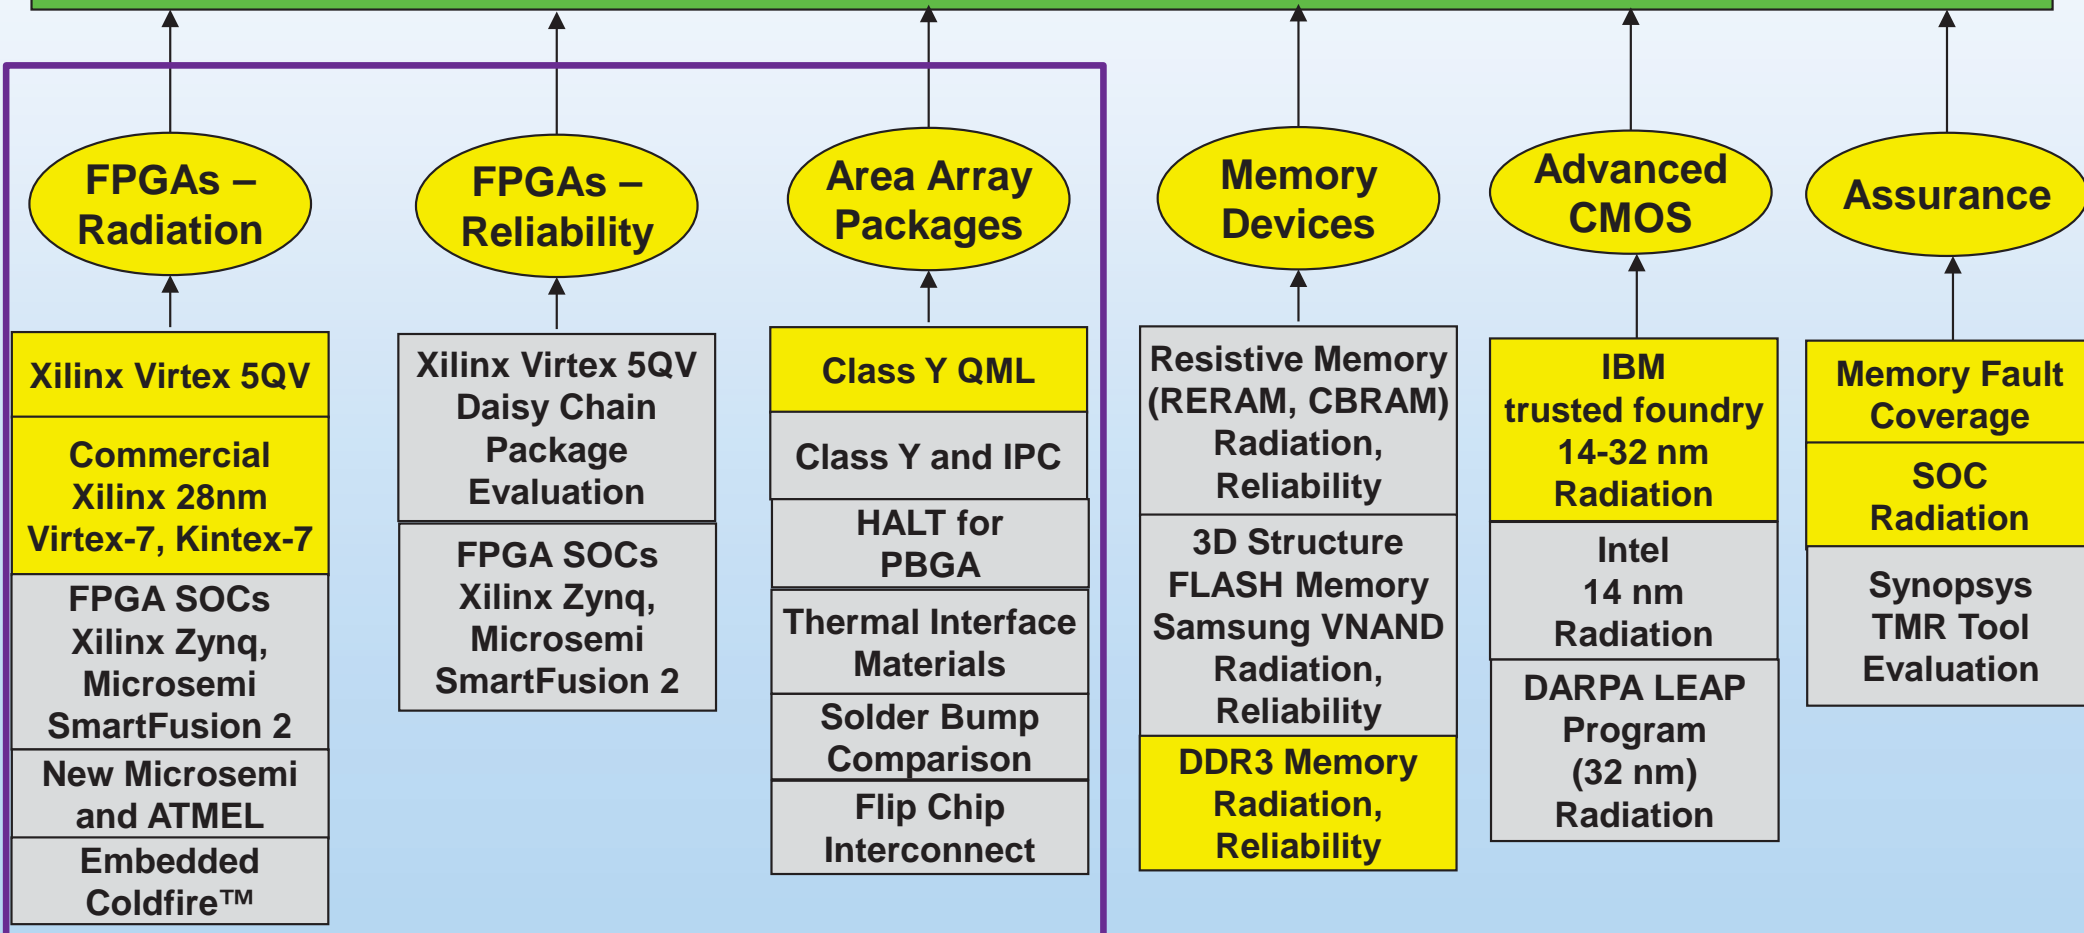 FPGAs –
Radiation
FPGAs –
Reliability
Area Array
Packages
Memory
Devices
Advanced
CMOS
Assurance
Xilinx Virtex 5QV
Commercial
Xilinx 28nm
Virtex-7, Kintex-7
FPGA SOCs
Xilinx Zynq,
Microsemi
SmartFusion 2
New Microsemi
and ATMEL
Embedded
Coldfire™
Xilinx Virtex 5QV
Daisy Chain
Package
Evaluation
FPGA SOCs
Xilinx Zynq,
Microsemi
SmartFusion 2
Class Y QML
Class Y and IPC
HALT for
PBGA
Thermal Interface
Materials
Solder Bump
Comparison
Flip Chip
Interconnect
Resistive Memory
(RERAM, CBRAM)
Radiation,
Reliability
3D Structure
FLASH Memory
Samsung VNAND
Radiation,
Reliability
DDR3 Memory
Radiation,
Reliability
IBM
trusted foundry
14-32 nm
Radiation
Intel
14 nm
Radiation
DARPA LEAP
Program
(32 nm)
Radiation
Memory Fault
Coverage
SOC
Radiation
Synopsys
TMR Tool
Evaluation